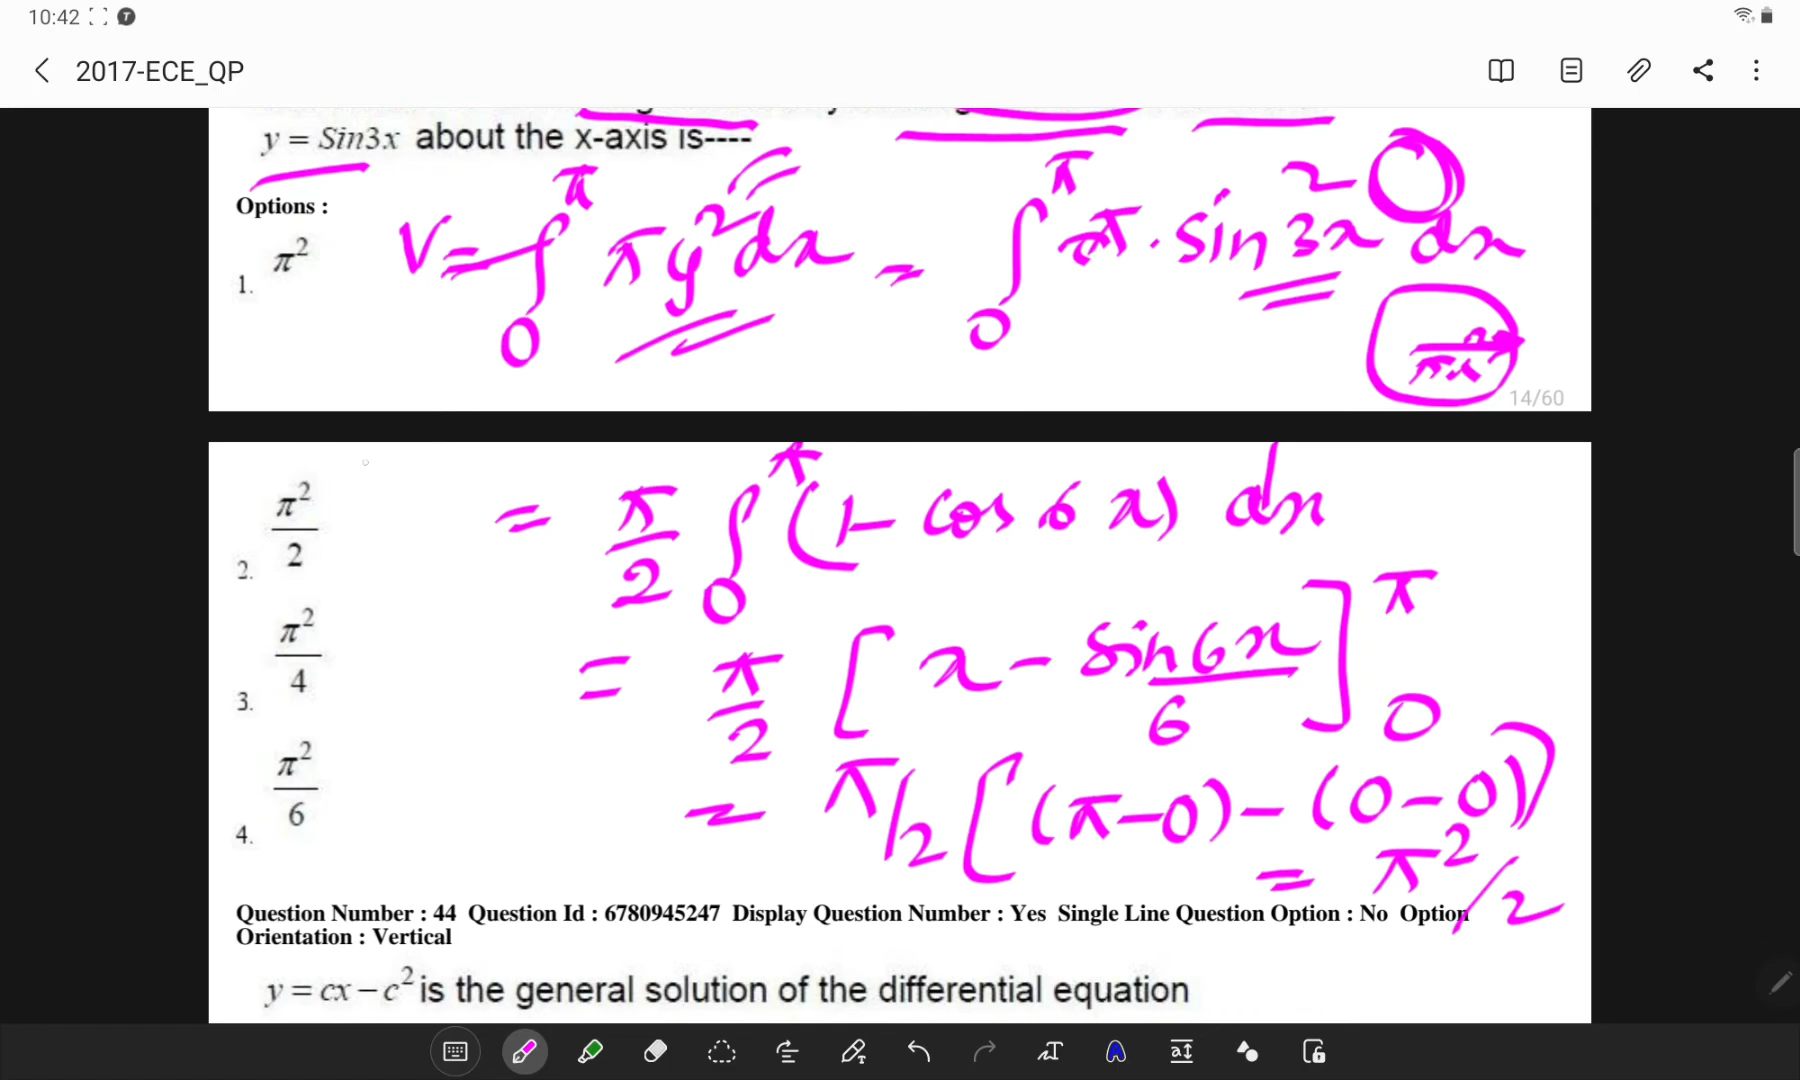 10:42
2017-ECE_QP
y = Sin3x about the x-axis is----
Options :
1. π²
V = ∫₀^π πy²dx = ∫₀^π π · sin²3x dx
πr²
14/60
2. π²/2
= π/2 ∫₀^π (1 - cos 6x) dx
3. π²/4
= π/2 [x - sin6x/6]₀^π
4. π²/6
= π/2 [(π-0) - (0-0)]
= π²/2
Question Number : 44 Question Id : 6780945247 Display Question Number : Yes Single Line Question Option : No Option
Orientation : Vertical
y = cx - c² is the general solution of the differential equation